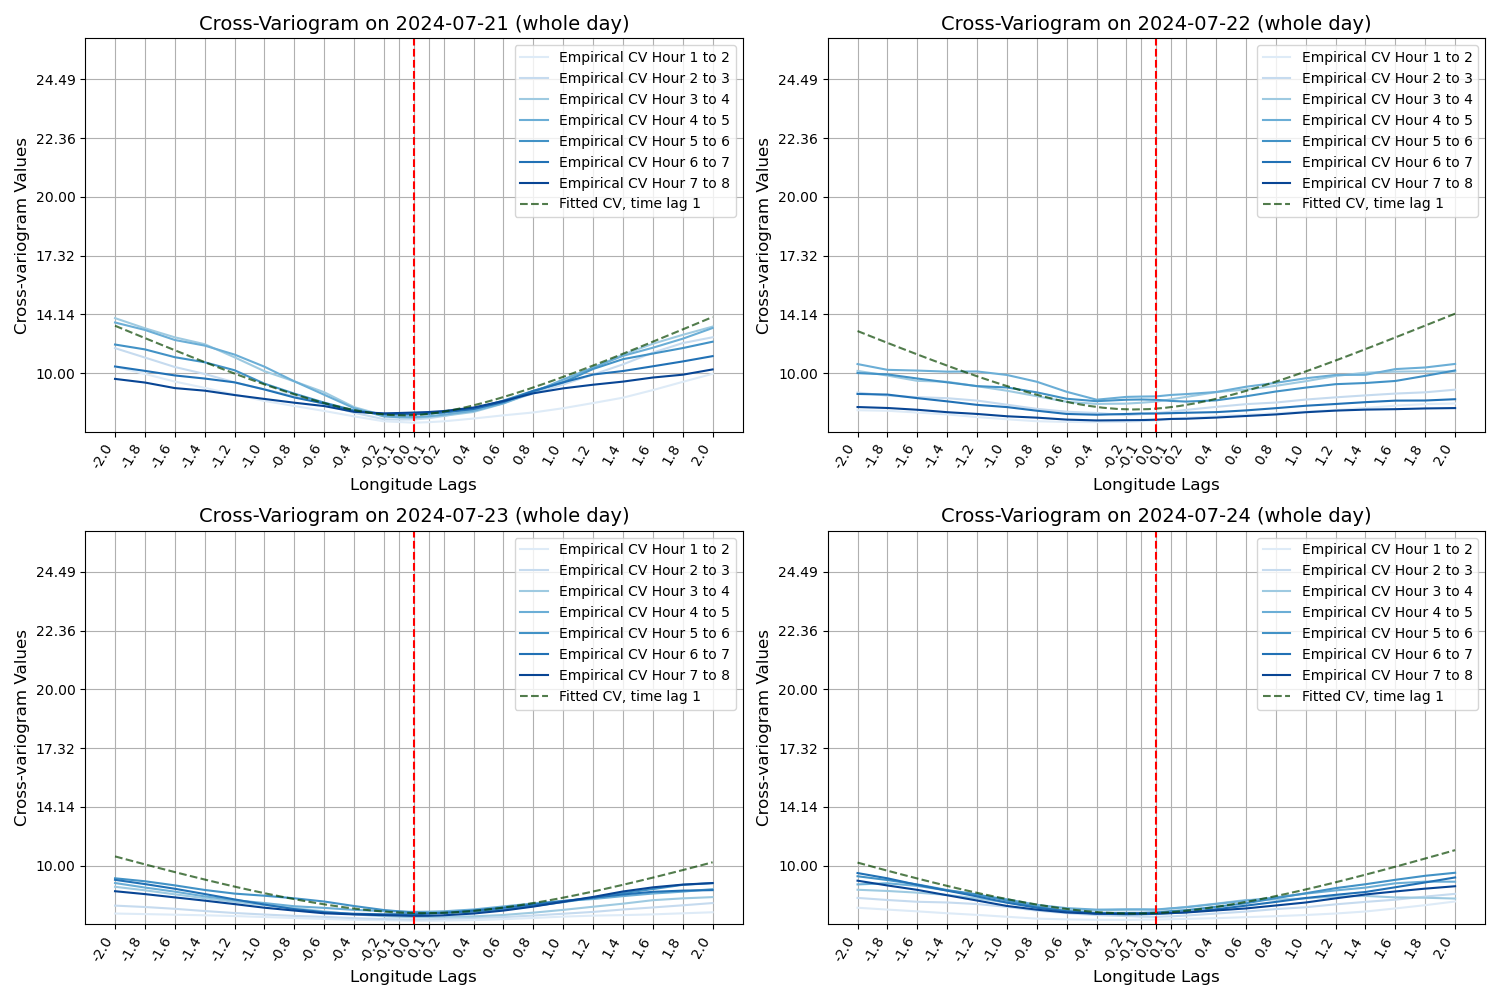 Cross-Variogram on 2024-07-21 (whole day)
Cross-variogram Values
24.49
22.36
20.00
17.32
14.14
10.00
Empirical CV Hour 1 to 2
Empirical CV Hour 2 to 3
Empirical CV Hour 3 to 4
Empirical CV Hour 4 to 5
Empirical CV Hour 5 to 6
Empirical CV Hour 6 to 7
Empirical CV Hour 7 to 8
Fitted CV, time lag 1
-2.0 -1.8 -1.6 -1.4 -1.2 -1.0 -0.8 -0.6 -0.4 -0.2 -0.1 0.0 0.1 0.2 0.4 0.6 0.8 1.0 1.2 1.4 1.6 1.8 2.0
Longitude Lags
Cross-Variogram on 2024-07-22 (whole day)
Cross-variogram Values
24.49
22.36
20.00
17.32
14.14
10.00
Empirical CV Hour 1 to 2
Empirical CV Hour 2 to 3
Empirical CV Hour 3 to 4
Empirical CV Hour 4 to 5
Empirical CV Hour 5 to 6
Empirical CV Hour 6 to 7
Empirical CV Hour 7 to 8
Fitted CV, time lag 1
-2.0 -1.8 -1.6 -1.4 -1.2 -1.0 -0.8 -0.6 -0.4 -0.2 -0.1 0.0 0.1 0.2 0.4 0.6 0.8 1.0 1.2 1.4 1.6 1.8 2.0
Longitude Lags
Cross-Variogram on 2024-07-23 (whole day)
Cross-variogram Values
24.49
22.36
20.00
17.32
14.14
10.00
Empirical CV Hour 1 to 2
Empirical CV Hour 2 to 3
Empirical CV Hour 3 to 4
Empirical CV Hour 4 to 5
Empirical CV Hour 5 to 6
Empirical CV Hour 6 to 7
Empirical CV Hour 7 to 8
Fitted CV, time lag 1
-2.0 -1.8 -1.6 -1.4 -1.2 -1.0 -0.8 -0.6 -0.4 -0.2 -0.1 0.0 0.1 0.2 0.4 0.6 0.8 1.0 1.2 1.4 1.6 1.8 2.0
Longitude Lags
Cross-Variogram on 2024-07-24 (whole day)
Cross-variogram Values
24.49
22.36
20.00
17.32
14.14
10.00
Empirical CV Hour 1 to 2
Empirical CV Hour 2 to 3
Empirical CV Hour 3 to 4
Empirical CV Hour 4 to 5
Empirical CV Hour 5 to 6
Empirical CV Hour 6 to 7
Empirical CV Hour 7 to 8
Fitted CV, time lag 1
-2.0 -1.8 -1.6 -1.4 -1.2 -1.0 -0.8 -0.6 -0.4 -0.2 -0.1 0.0 0.1 0.2 0.4 0.6 0.8 1.0 1.2 1.4 1.6 1.8 2.0
Longitude Lags